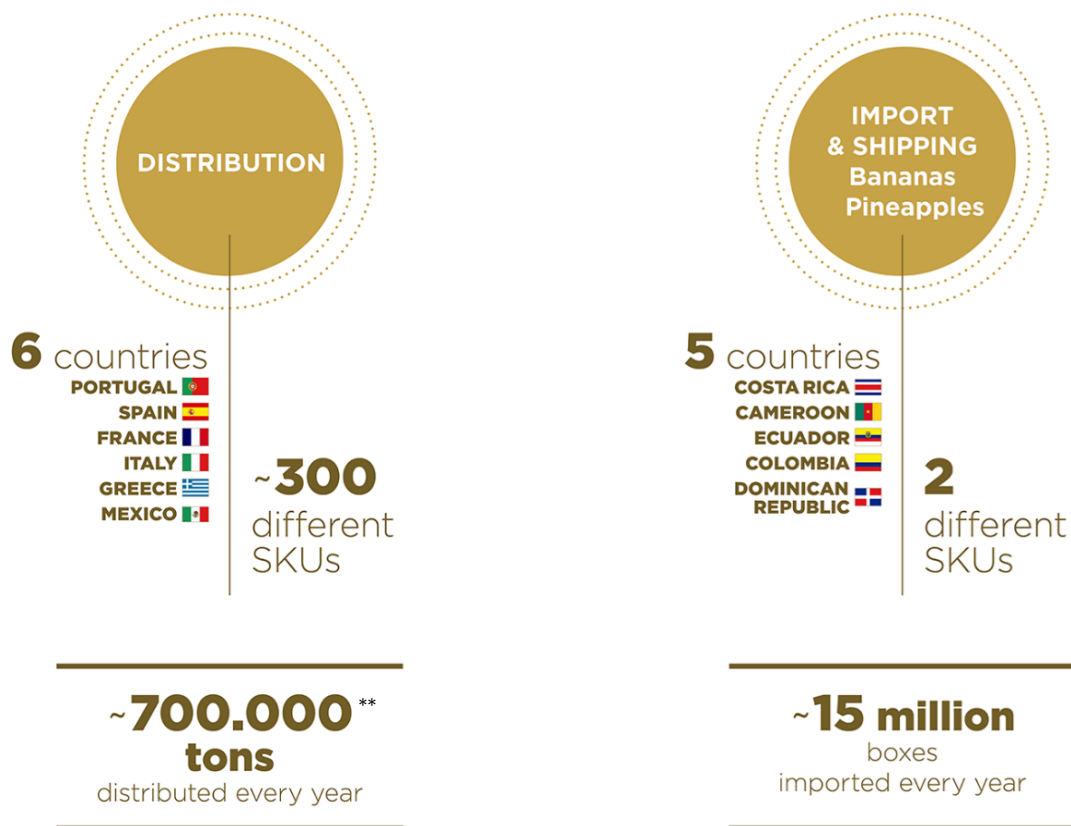 DISTRIBUTION
6 countries
PORTUGAL
SPAIN
FRANCE
ITALY
GREECE
MEXICO
~300
different
SKUs
~700.000**
tons
distributed every year
IMPORT
& SHIPPING
Bananas
Pineapples
5 countries
COSTA RICA
CAMEROON
ECUADOR
COLOMBIA
DOMINICAN
REPUBLIC
2
different
SKUs
~15 million
boxes
imported every year